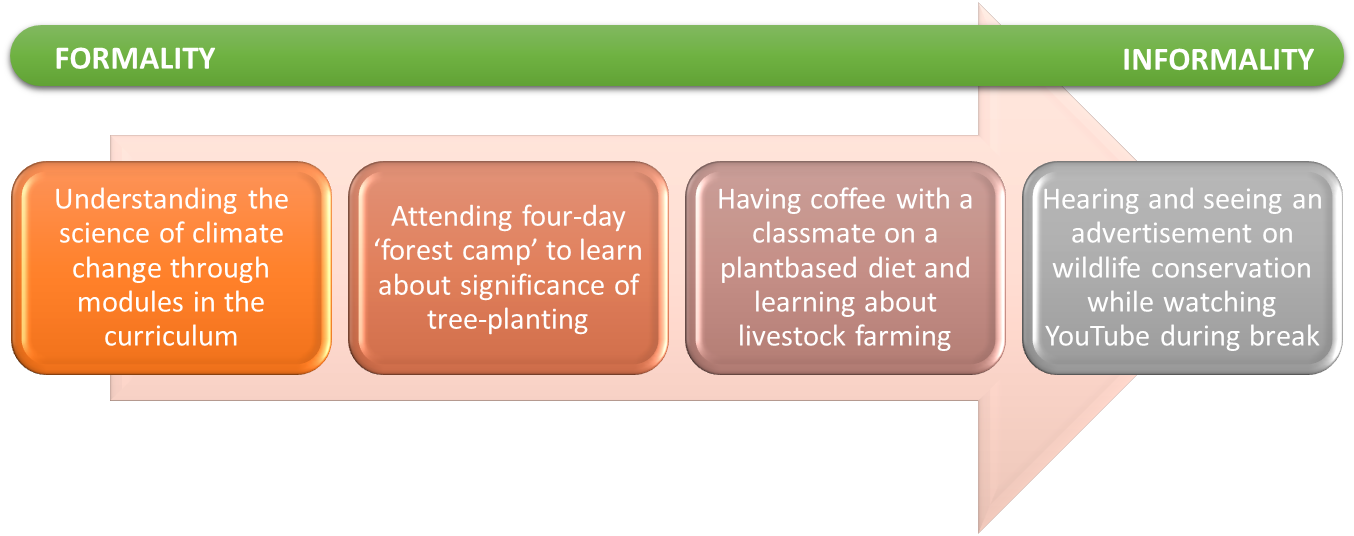 FORMALITY
INFORMALITY
Understanding the
science of climate
change through
modules in the
curriculum
Attending four-day
‘forest camp’ to learn
about significance of
tree-planting
Having coffee with a
classmate on a
plantbased diet and
learning about
livestock farming
Hearing and seeing an
advertisement on
wildlife conservation
while watching
YouTube during break